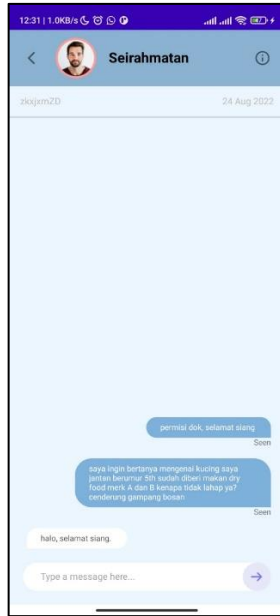 12:31 | 1.0KB/s
Seirahmatan
zkxjxmZD
24 Aug 2022
permisi dok, selamat siang
Seen
saya ingin bertanya mengenai kucing saya
jantan berumur 5th sudah diberi makan dry
food merk A dan B kenapa tidak lahap ya?
cenderung gampang bosan
Seen
halo, selamat siang.
Type a message here...